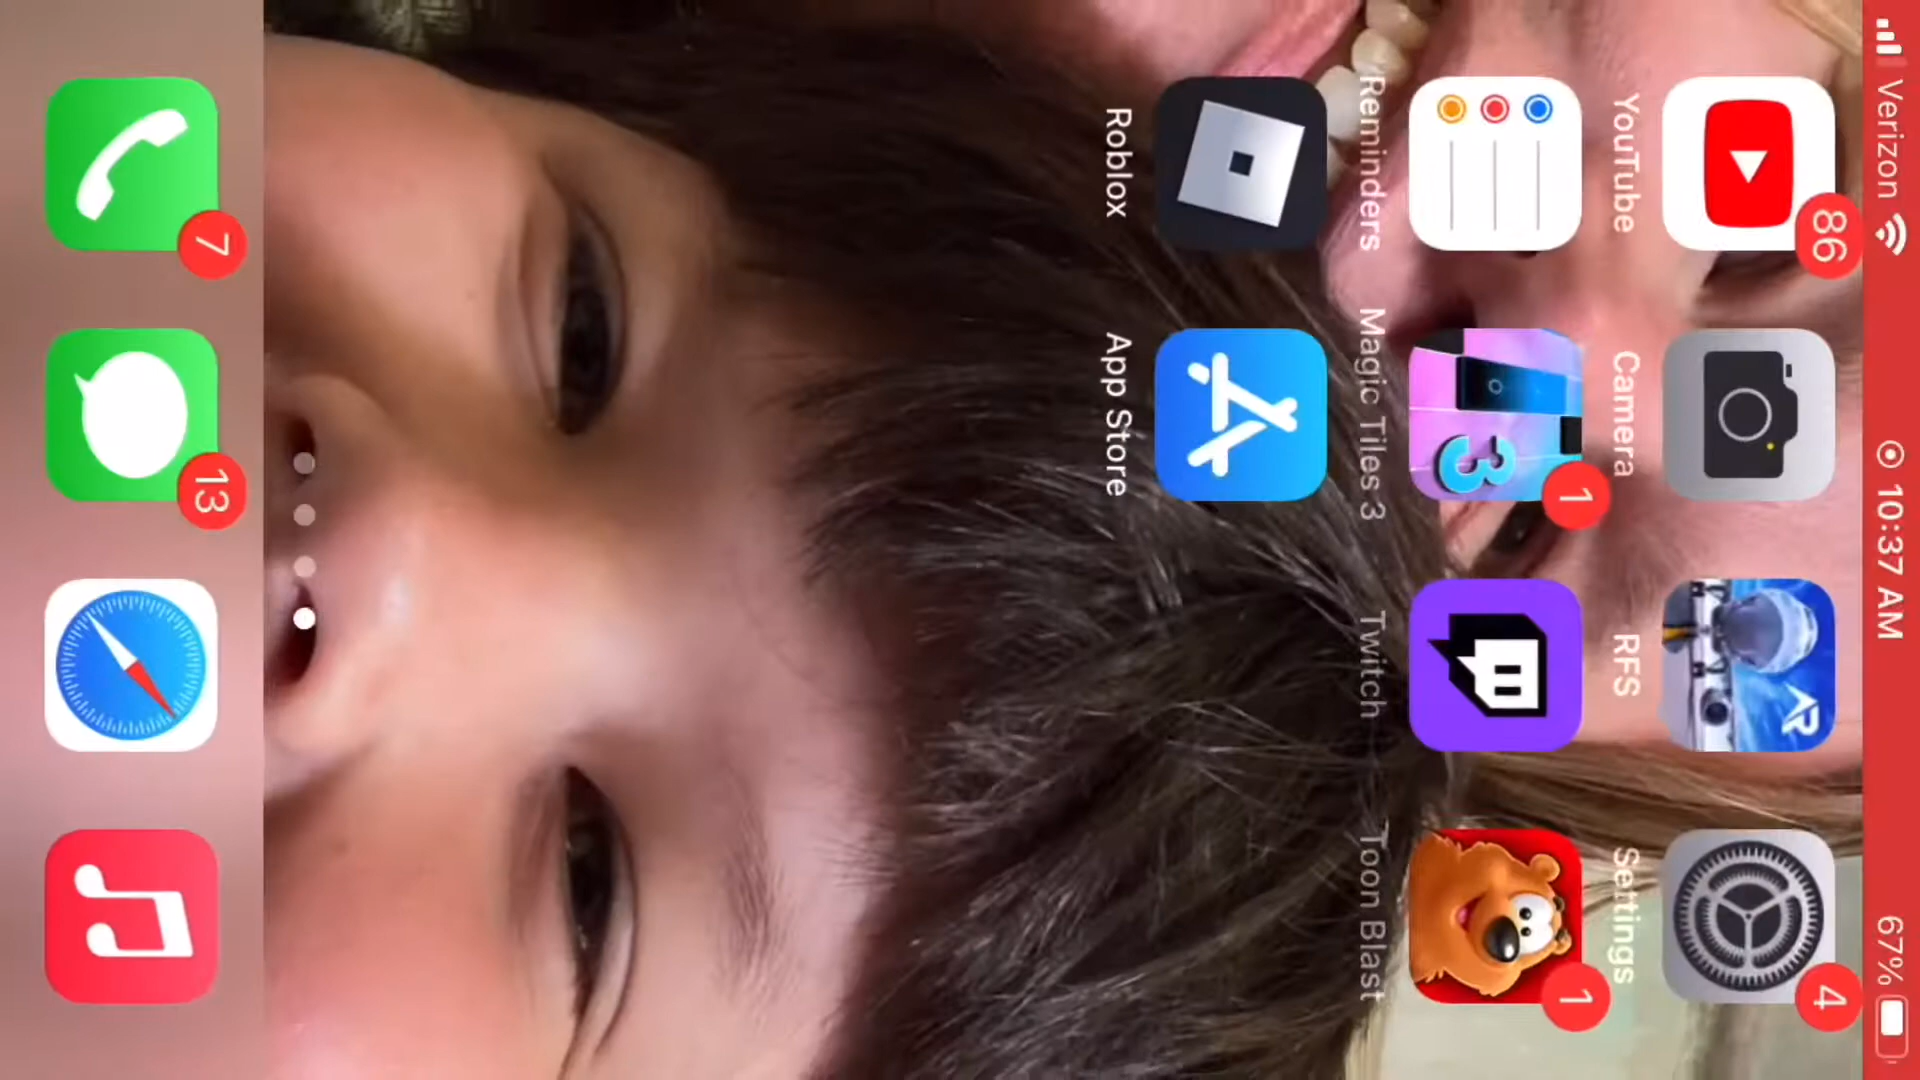 Verizon 10:37 AM 67%
86 4
YouTube Camera RFS Settings
1 1
Reminders Magic Tiles 3 Twitch Toon Blast
Roblox App Store
7 13